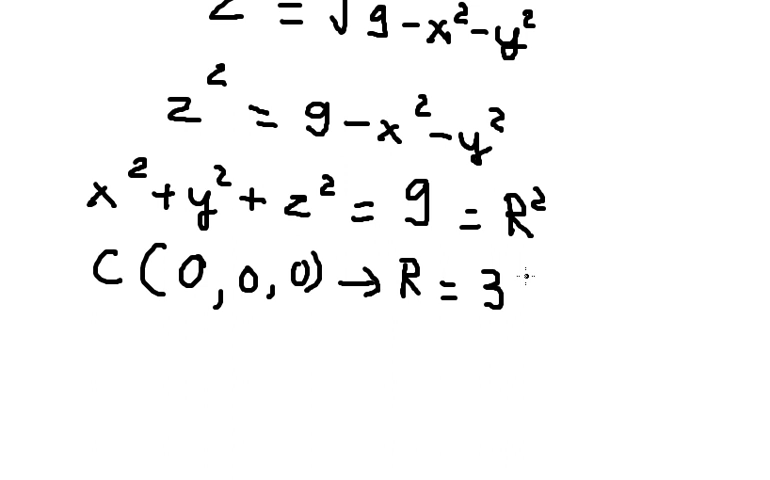 z = √9-x²-y²
z² = 9-x²-y²
x²+y²+z² = 9 = R²
C(0,0,0) → R = 3